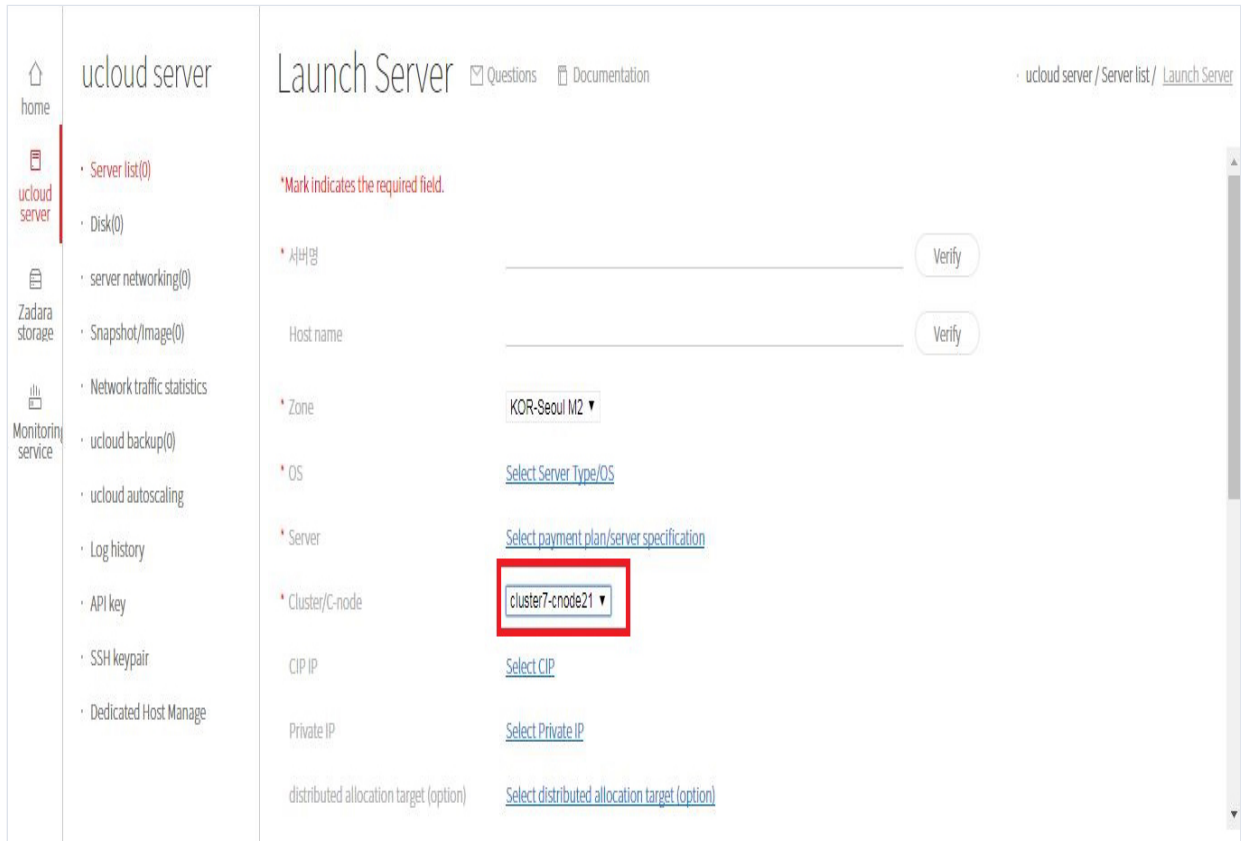 home
ucloud
server
Zadara
storage
Monitoring
service
ucloud server
· Server list(0)
· Disk(0)
· server networking(0)
· Snapshot/Image(0)
· Network traffic statistics
· ucloud backup(0)
· ucloud autoscaling
· Log history
· API key
· SSH keypair
· Dedicated Host Manage
Launch Server Questions Documentation
· ucloud server / Server list / Launch Server
*Mark indicates the required field.
* 서버명 Verify
Host name Verify
* Zone KOR-Seoul M2 ▼
* OS Select Server Type/OS
* Server Select payment plan/server specification
* Cluster/C-node cluster7-cnode21 ▼
CIP IP Select CIP
Private IP Select Private IP
distributed allocation target (option) Select distributed allocation target (option)